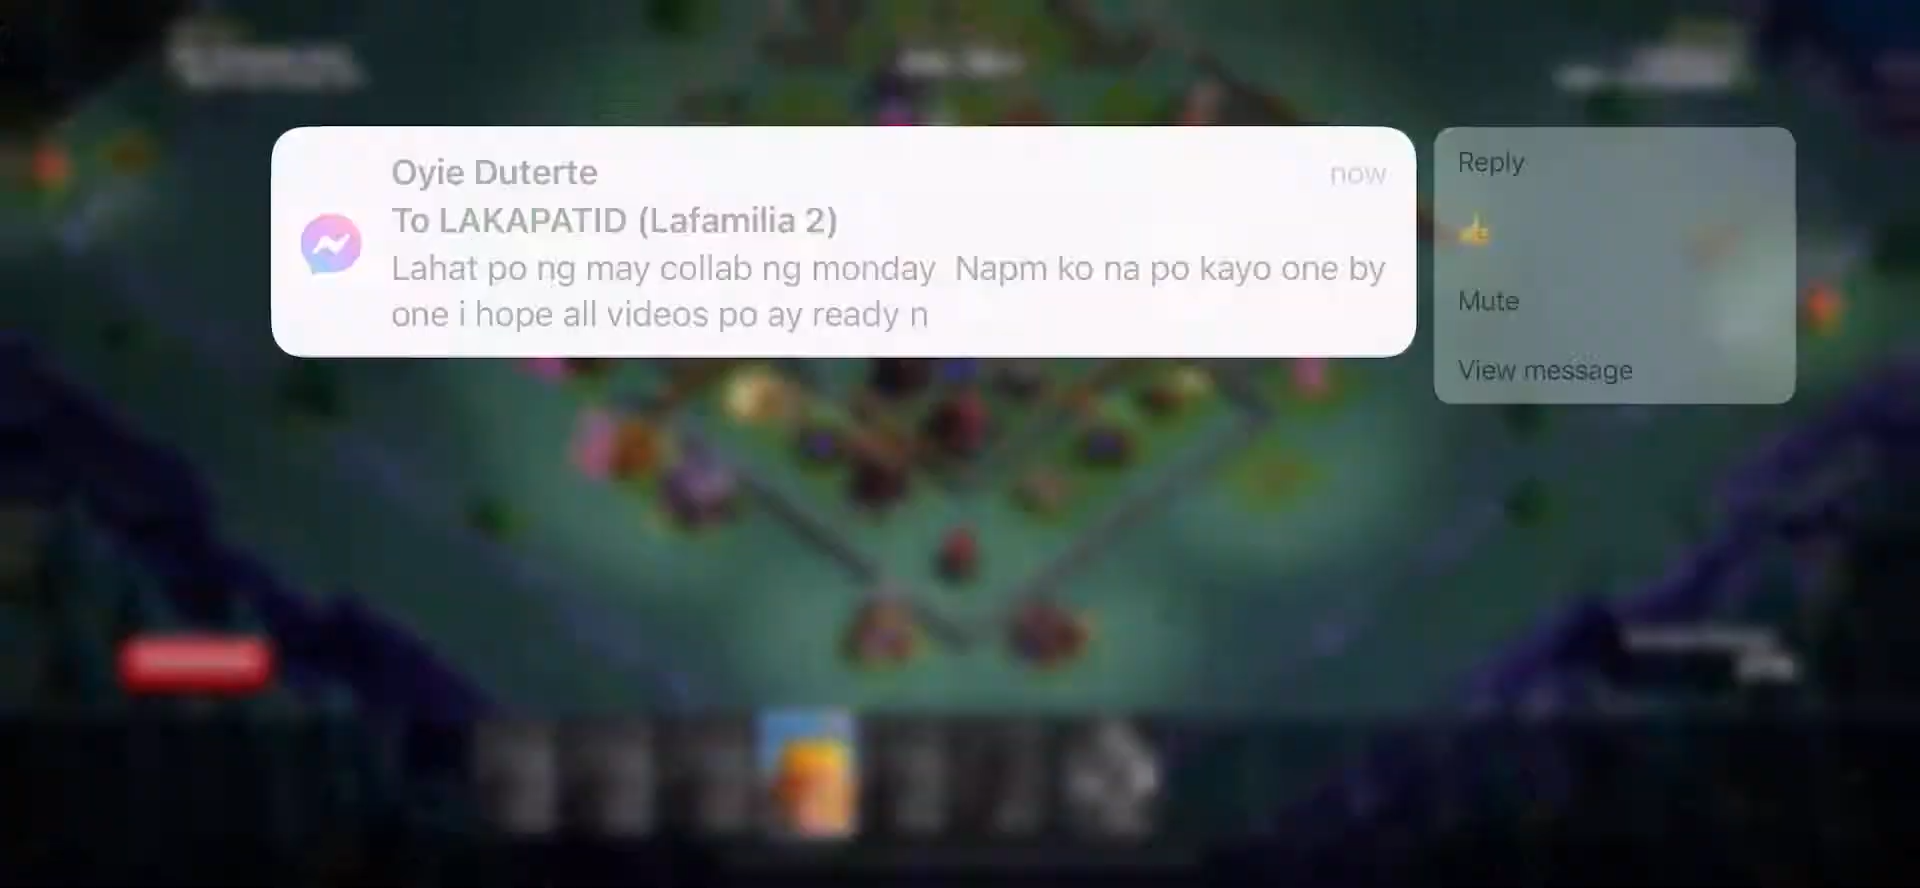 Oyie Duterte
now
To LAKAPATID (Lafamilia 2)
Lahat po ng may collab ng monday  Napm ko na po kayo one by
one i hope all videos po ay ready n
Reply
👍
Mute
View message